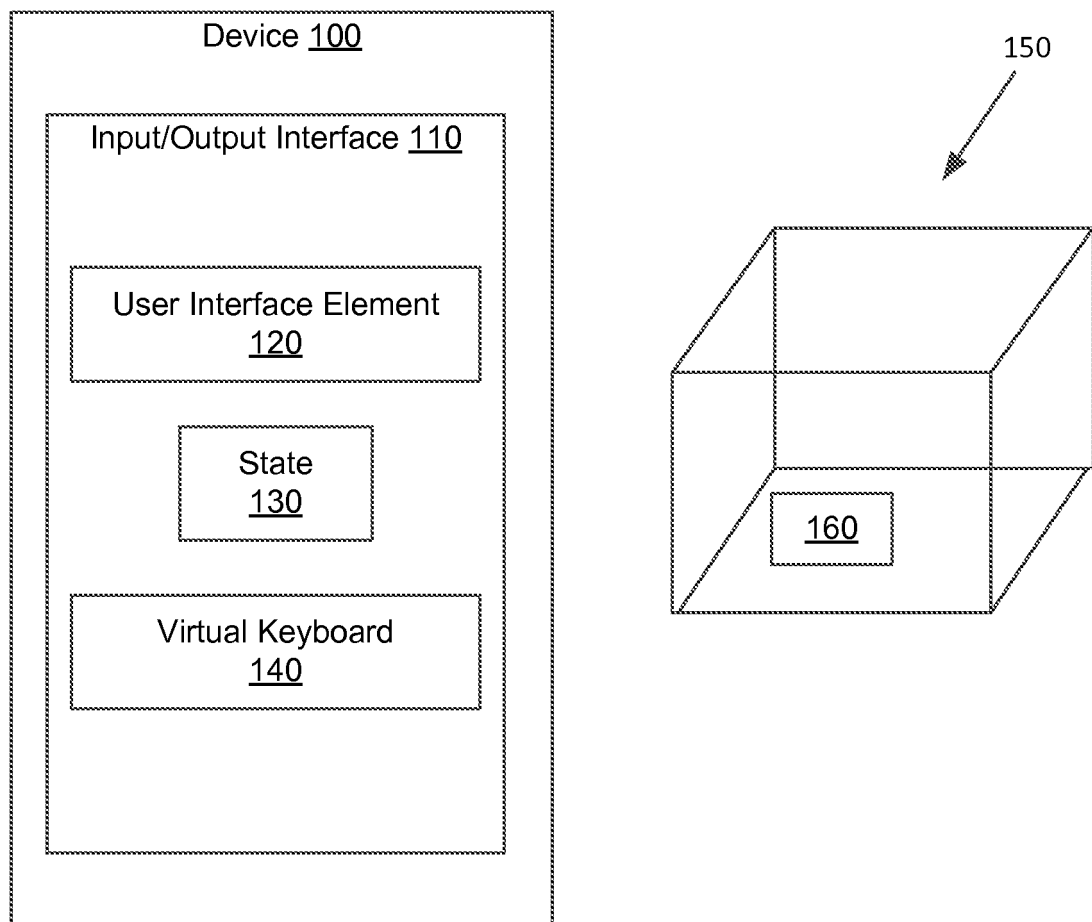 Device 100
150
Input/Output Interface 110
User Interface Element
120
State
130
160
Virtual Keyboard
140